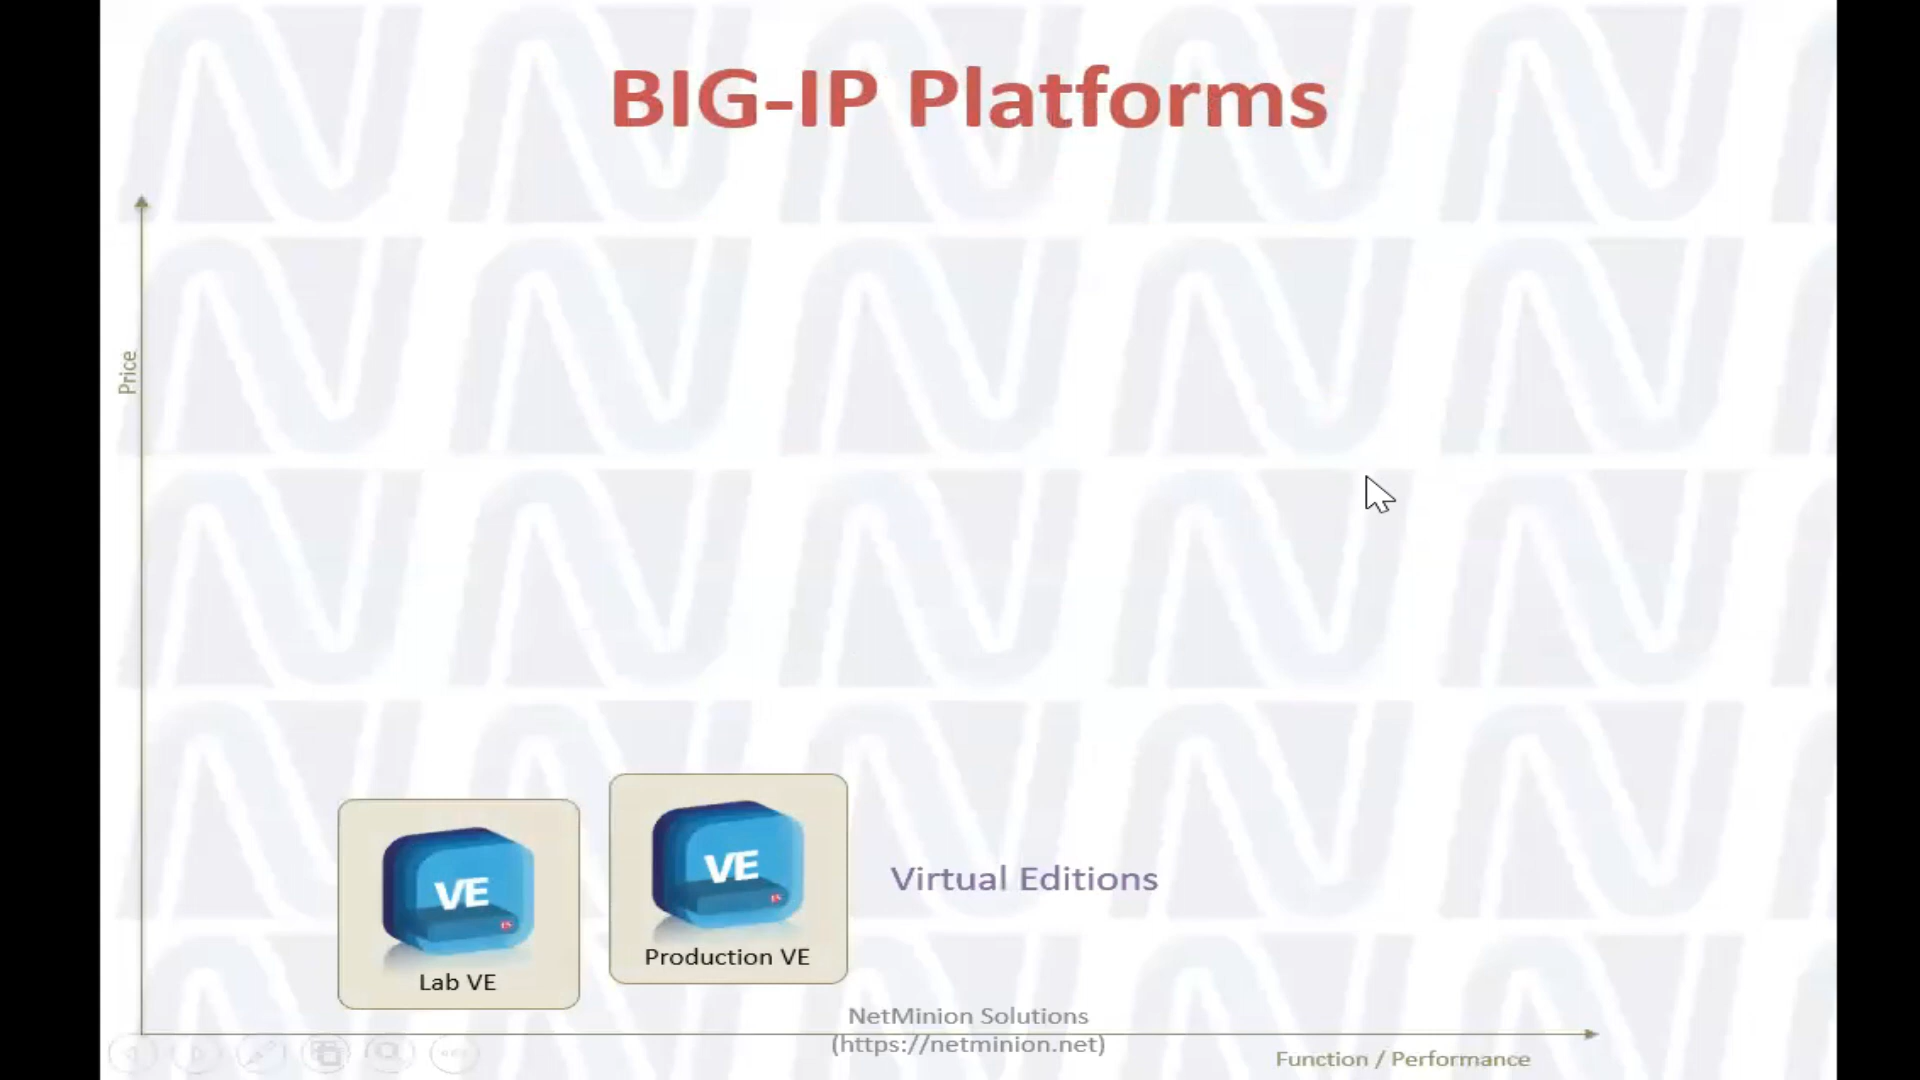 BIG-IP Platforms
Price
VE
Lab VE
VE
Production VE
Virtual Editions
NetMinion Solutions
(https://netminion.net)
Function / Performance